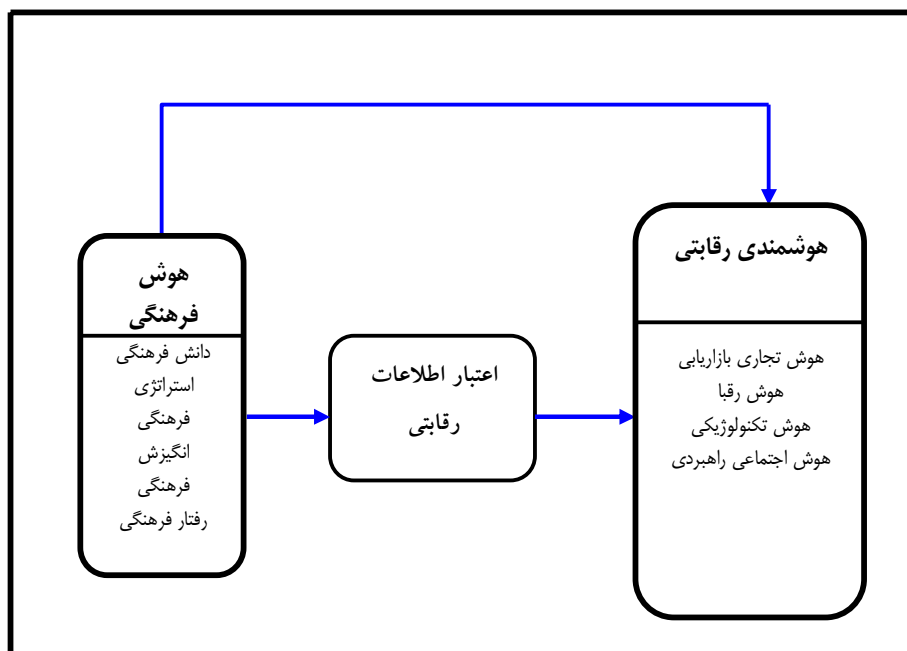 هوش
فرهنگی
دانش فرهنگی
استراتژی
فرهنگی
انگیزش
فرهنگی
رفتار فرهنگی
اعتبار اطلاعات
رقابتی
هوشمندی رقابتی
هوش تجاری بازاریابی
هوش رقبا
هوش تکنولوژیکی
هوش اجتماعی راهبردی